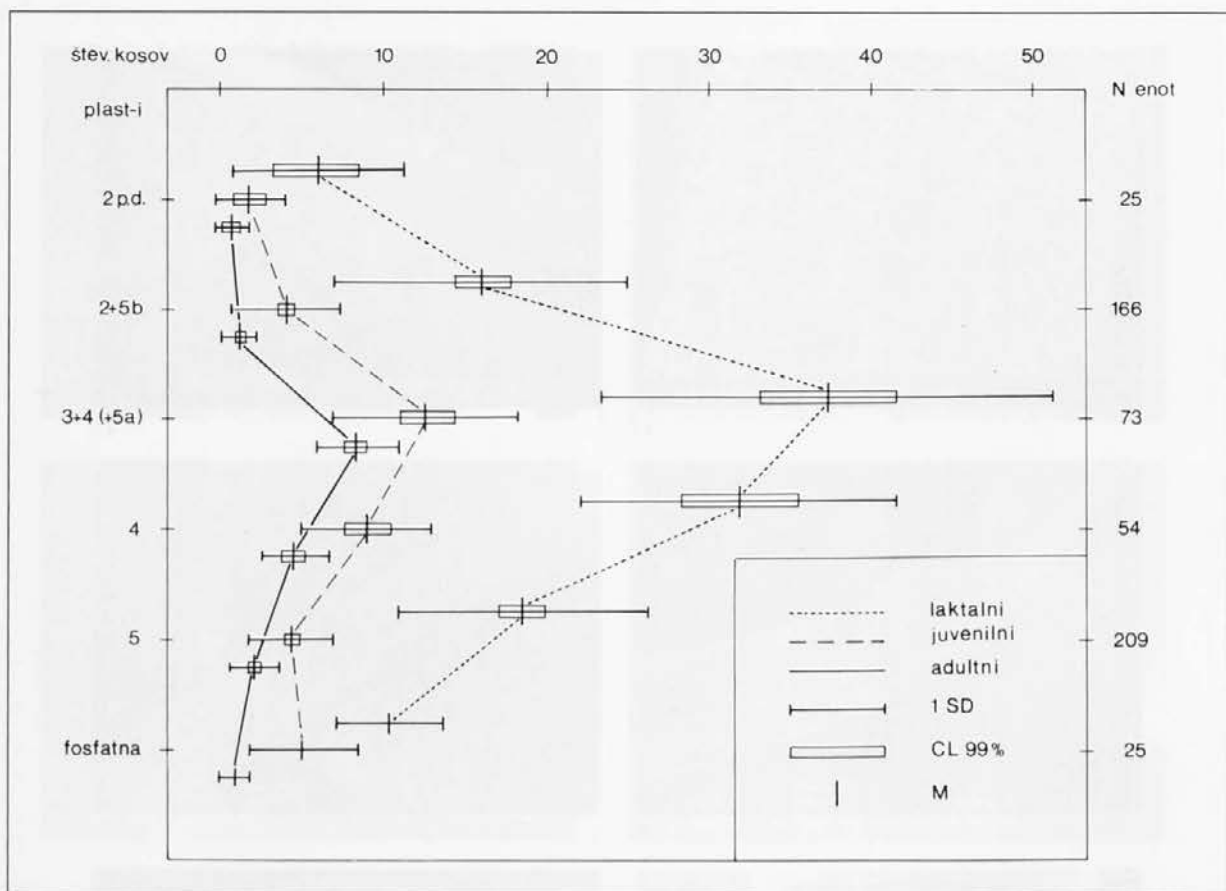 štev. kosov 0 10 20 30 40 50
N enot
plast-i
2 p.d. 25
2+5b 166
3+4 (+5a) 73
4 54
5 209
fosfatna 25
laktalni
juvenilni
adultni
1 SD
CL 99%
M